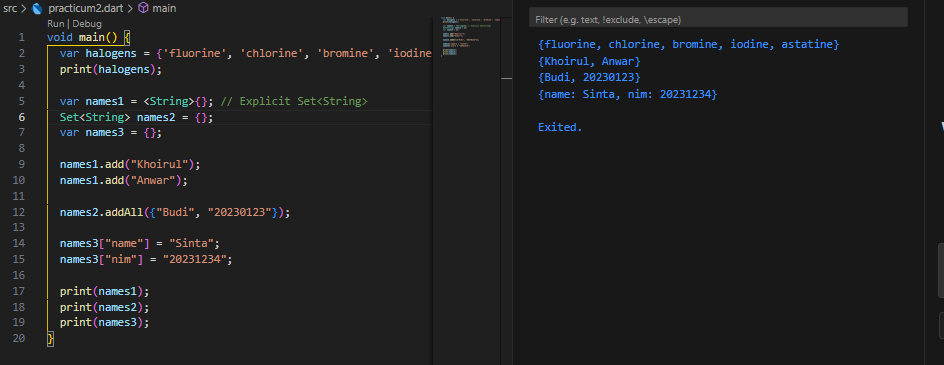 src > practicum2.dart > main
Run | Debug
1 void main() {
2 var halogens = {'fluorine', 'chlorine', 'bromine', 'iodine
3 print(halogens);
4
5 var names1 = <String>{}; // Explicit Set<String>
6 Set<String> names2 = {};
7 var names3 = {};
8
9 names1.add("Khoirul");
10 names1.add("Anwar");
11
12 names2.addAll({"Budi", "20230123"});
13
14 names3["name"] = "Sinta";
15 names3["nim"] = "20231234";
16
17 print(names1);
18 print(names2);
19 print(names3);
20 }
Filter (e.g. text, !exclude, \escape)
{fluorine, chlorine, bromine, iodine, astatine}
{Khoirul, Anwar}
{Budi, 20230123}
{name: Sinta, nim: 20231234}
Exited.